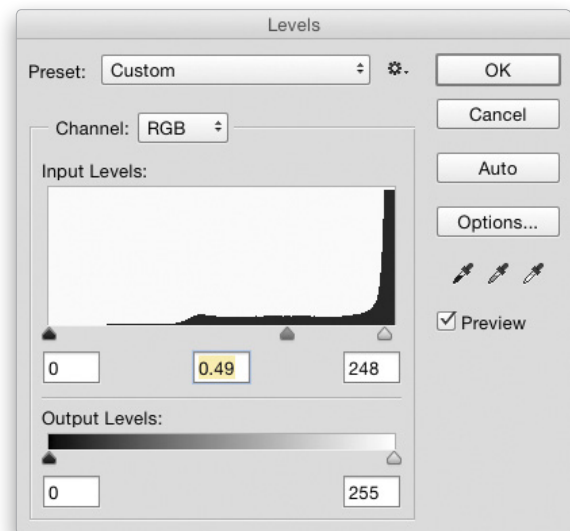 Levels
Preset: Custom
OK
Cancel
Channel: RGB
Auto
Input Levels:
Options...
Preview
0 0.49 248
Output Levels:
0 255